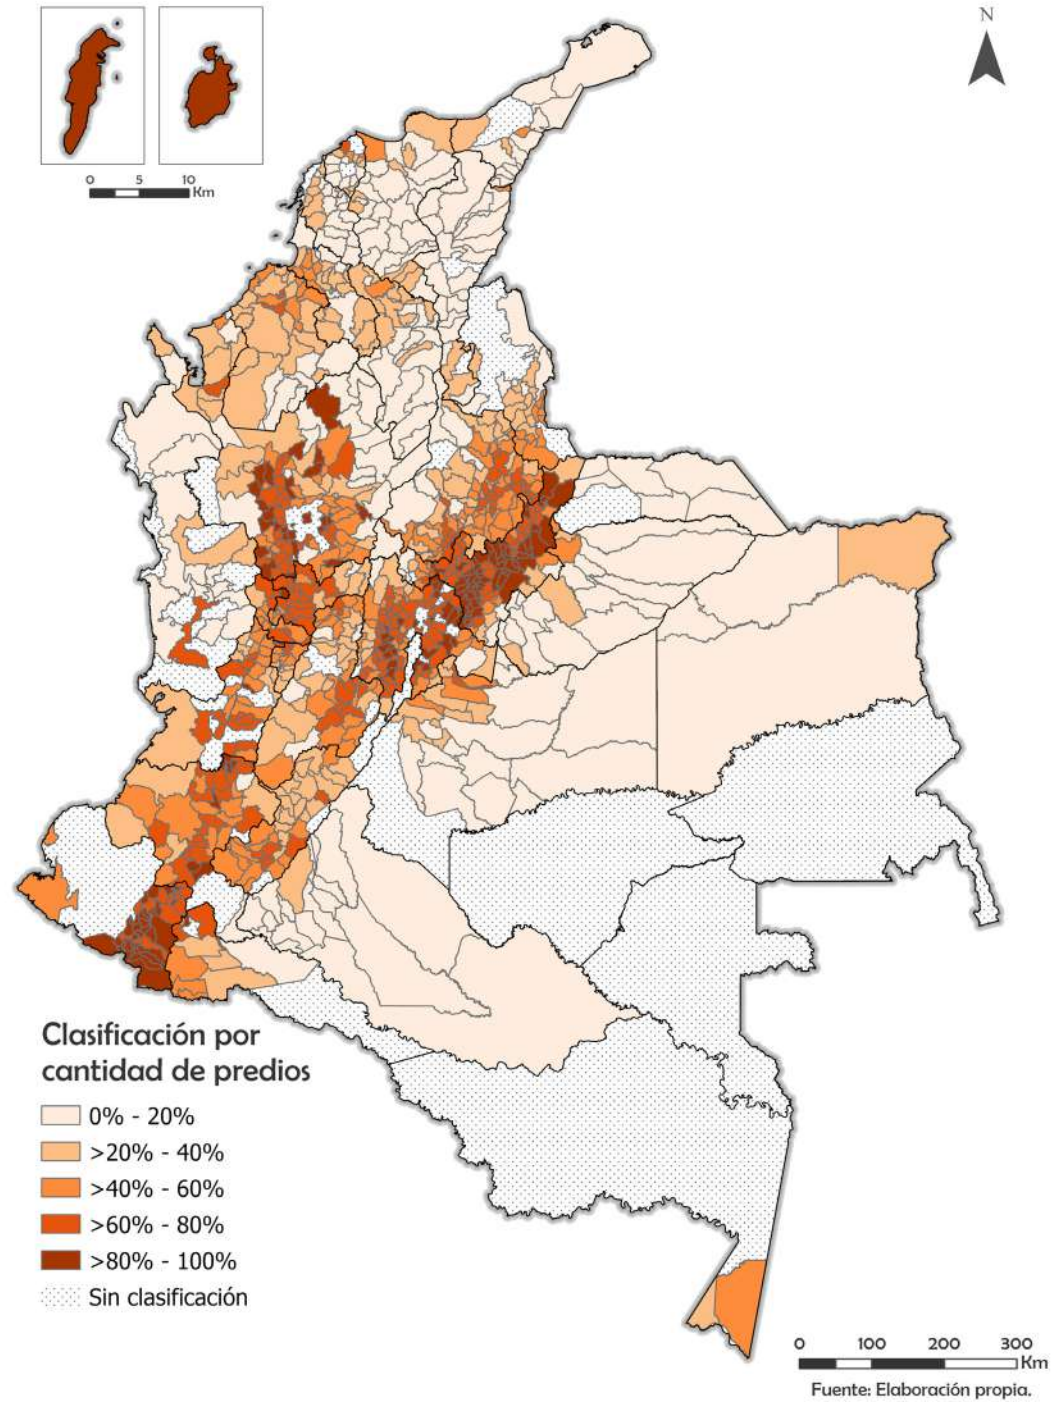 N
0 5 10 Km
Clasificación por
cantidad de predios
0% - 20%
>20% - 40%
>40% - 60%
>60% - 80%
>80% - 100%
Sin clasificación
0 100 200 300 Km
Fuente: Elaboración propia.